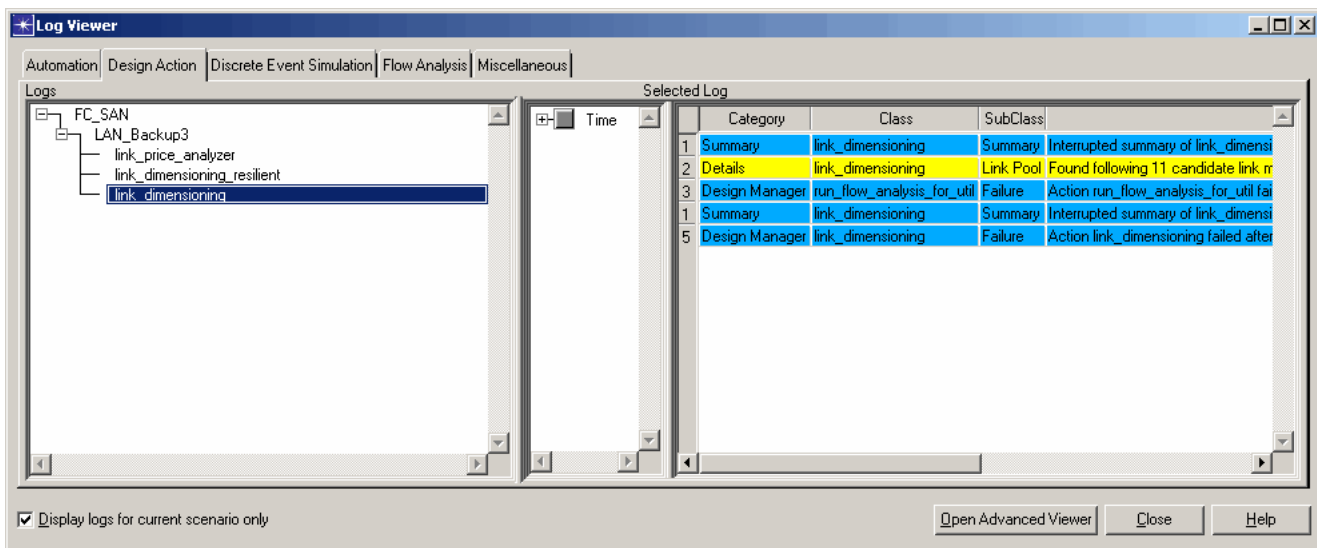 Log Viewer
Automation Design Action Discrete Event Simulation Flow Analysis Miscellaneous
Logs
Selected Log
FC_SAN
LAN_Backup3
link_price_analyzer
link_dimensioning_resilient
link_dimensioning
Time
Category Class SubClass
1 Summary link_dimensioning Summary Interrupted summary of link_dimensi
2 Details link_dimensioning Link Pool Found following 11 candidate link m
3 Design Manager run_flow_analysis_for_util Failure Action run_flow_analysis_for_util fai
1 Summary link_dimensioning Summary Interrupted summary of link_dimensi
5 Design Manager link_dimensioning Failure Action link_dimensioning failed after
Display logs for current scenario only
Open Advanced Viewer Close Help